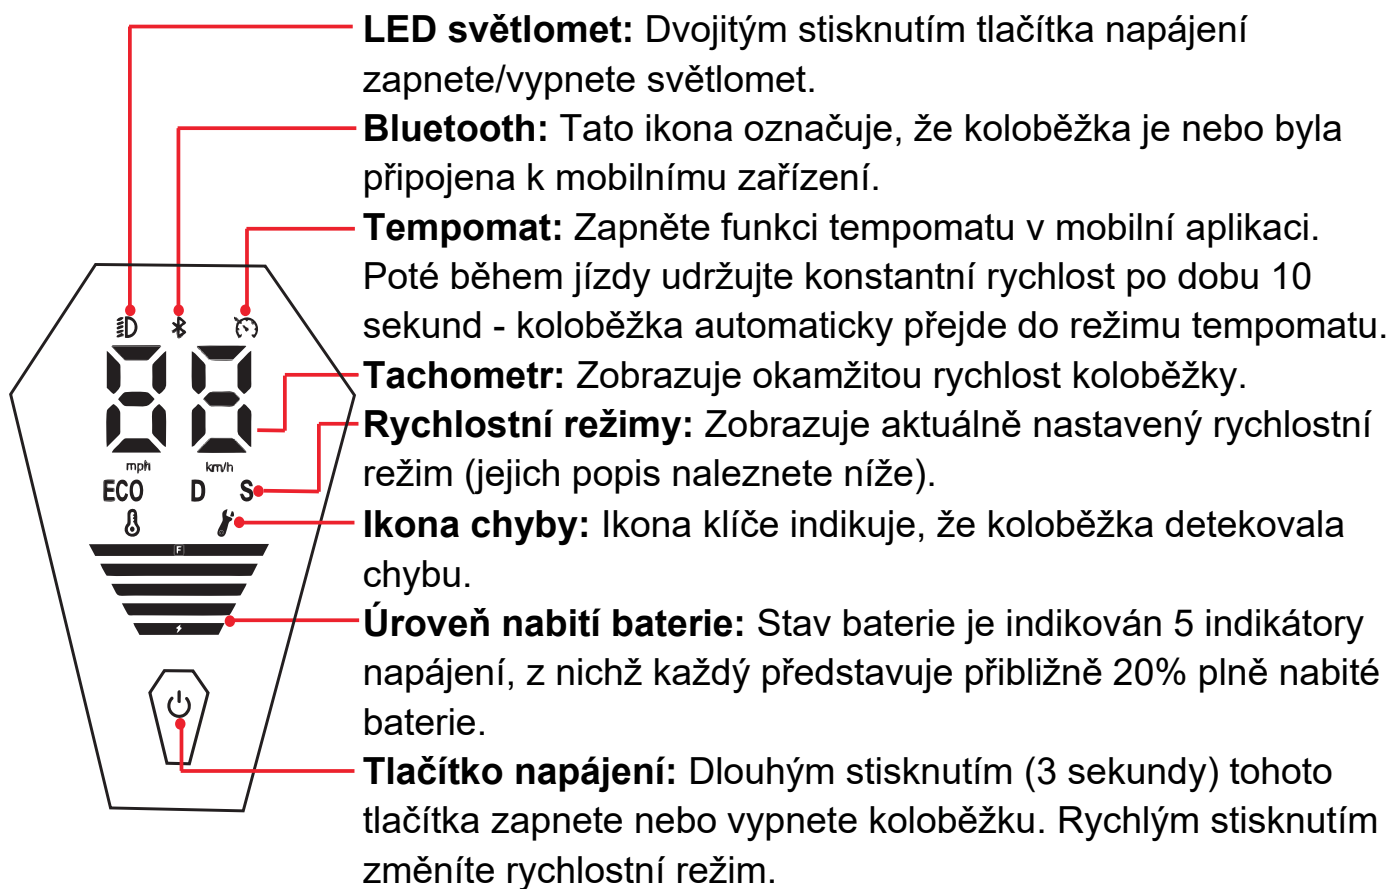 LED světlomet: Dvojitým stisknutím tlačítka napájení
zapnete/vypnete světlomet.
Bluetooth: Tato ikona označuje, že koloběžka je nebo byla
připojena k mobilnímu zařízení.
Tempomat: Zapněte funkci tempomatu v mobilní aplikaci.
Poté během jízdy udržujte konstantní rychlost po dobu 10
sekund - koloběžka automaticky přejde do režimu tempomatu.
Tachometr: Zobrazuje okamžitou rychlost koloběžky.
Rychlostní režimy: Zobrazuje aktuálně nastavený rychlostní
režim (jejich popis naleznete níže).
Ikona chyby: Ikona klíče indikuje, že koloběžka detekovala
chybu.
Úroveň nabití baterie: Stav baterie je indikován 5 indikátory
napájení, z nichž každý představuje přibližně 20% plně nabité
baterie.
Tlačítko napájení: Dlouhým stisknutím (3 sekundy) tohoto
tlačítka zapnete nebo vypnete koloběžku. Rychlým stisknutím
změníte rychlostní režim.
88
mph km/h
ECO D S
F